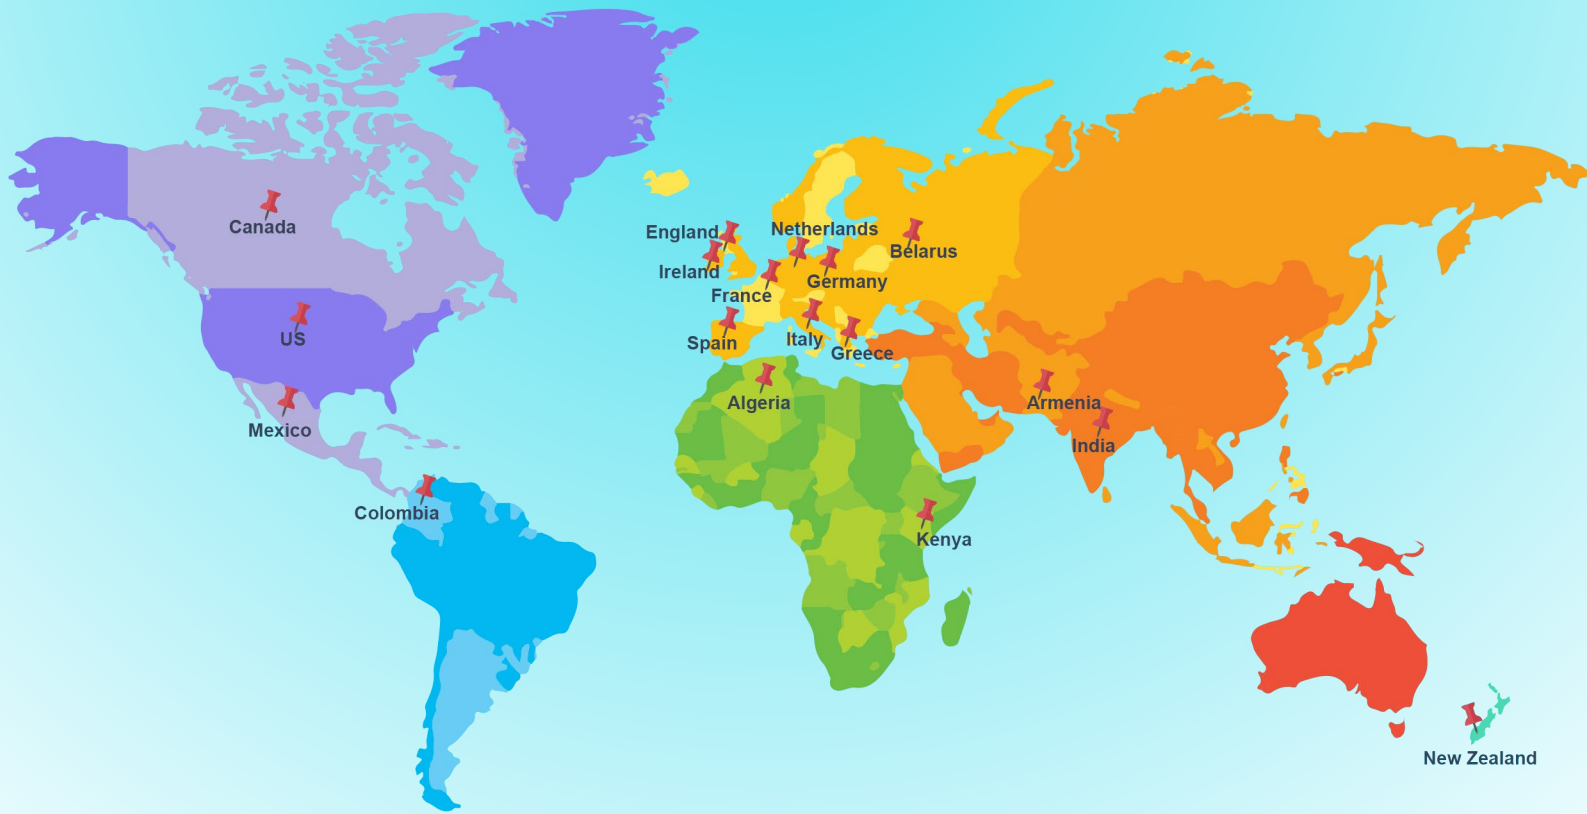 Canada
England
Netherlands
Belarus
Ireland
Germany
France
US
Spain
Italy
Greece
Algeria
Armenia
Mexico
India
Colombia
Kenya
New Zealand